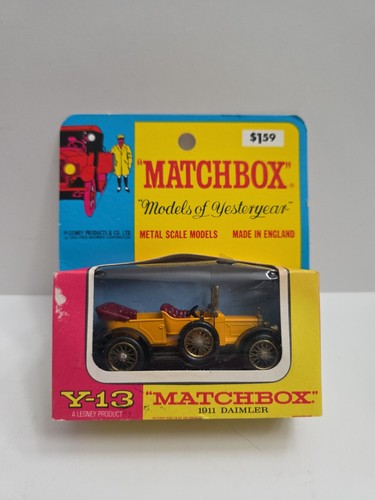 $1.59
"MATCHBOX"
"Models of Yesteryear"
METAL SCALE MODELS MADE IN ENGLAND
Y-13
A LESNEY PRODUCT
"MATCHBOX"
1911 DAIMLER